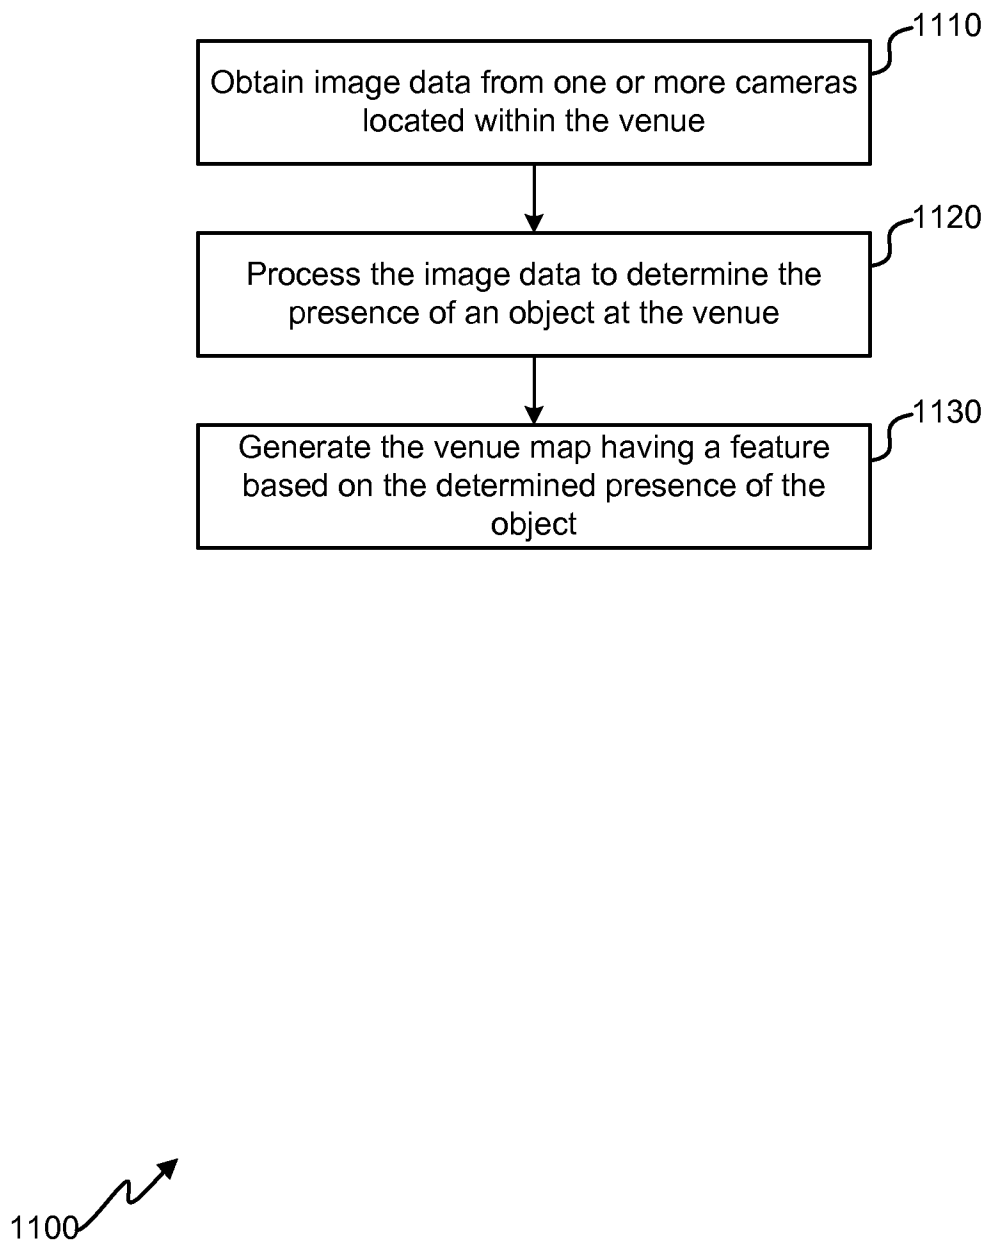 1110
Obtain image data from one or more cameras
located within the venue
1120
Process the image data to determine the
presence of an object at the venue
1130
Generate the venue map having a feature
based on the determined presence of the
object
1100